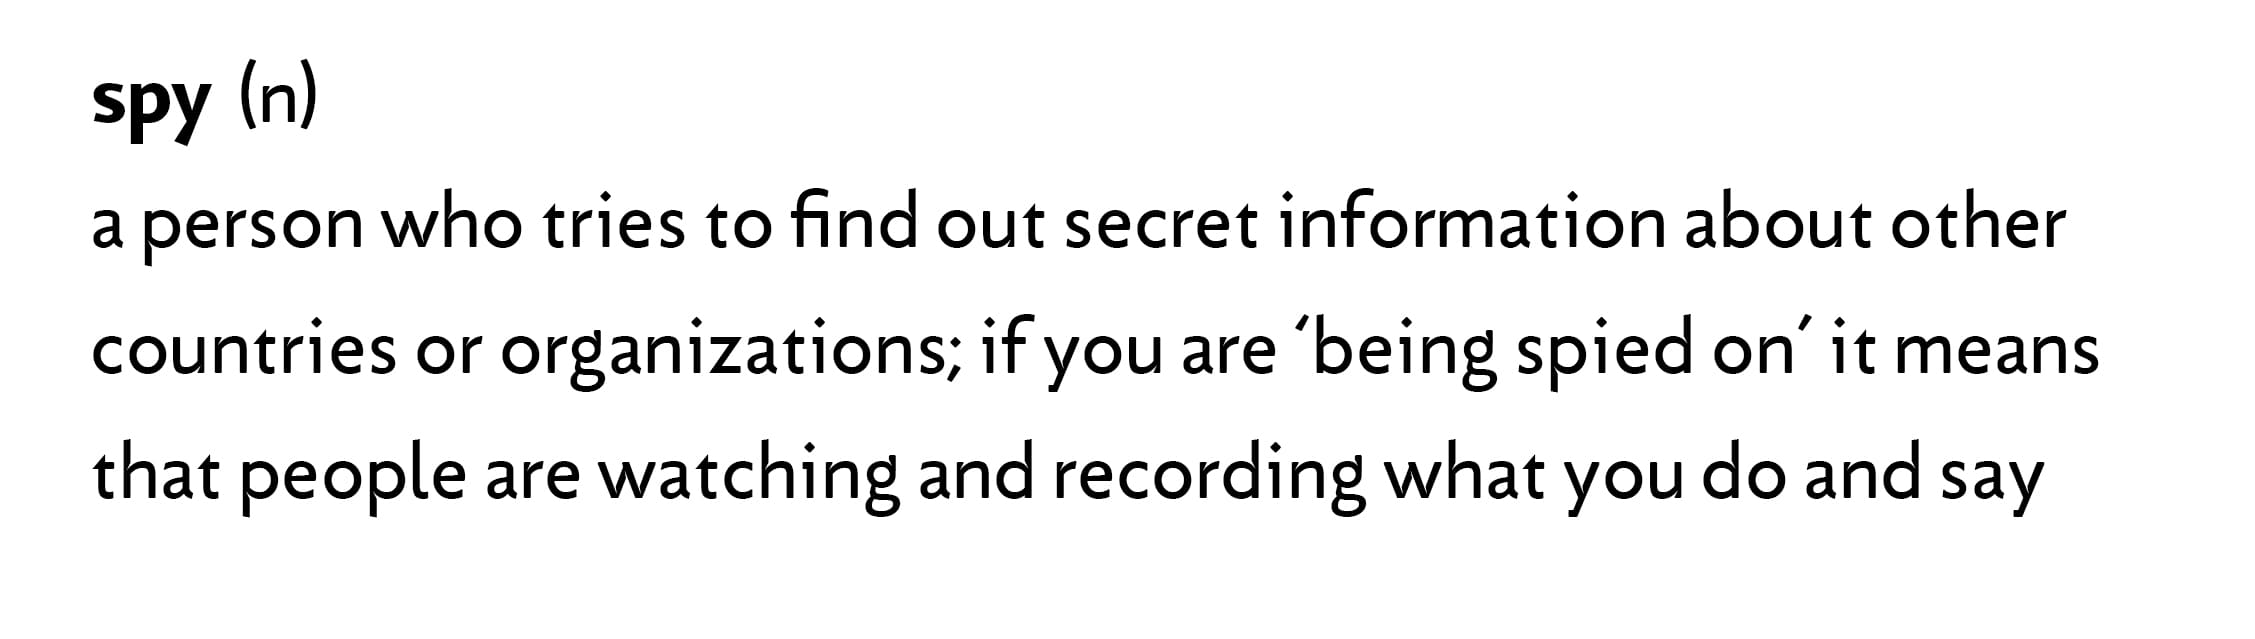 spy (n)
a person who tries to find out secret information about other
countries or organizations; if you are ‘being spied on’ it means
that people are watching and recording what you do and say